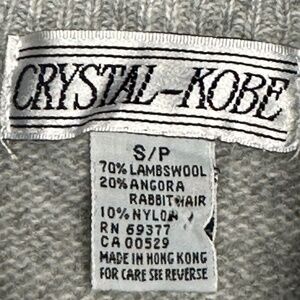 CRYSTAL-KOBE
S/P
70% LAMBSWOOL
20% ANGORA
RABBIT HAIR
10% NYLON
RN 69377
CA 00529
MADE IN HONG KONG
FOR CARE SEE REVERSE